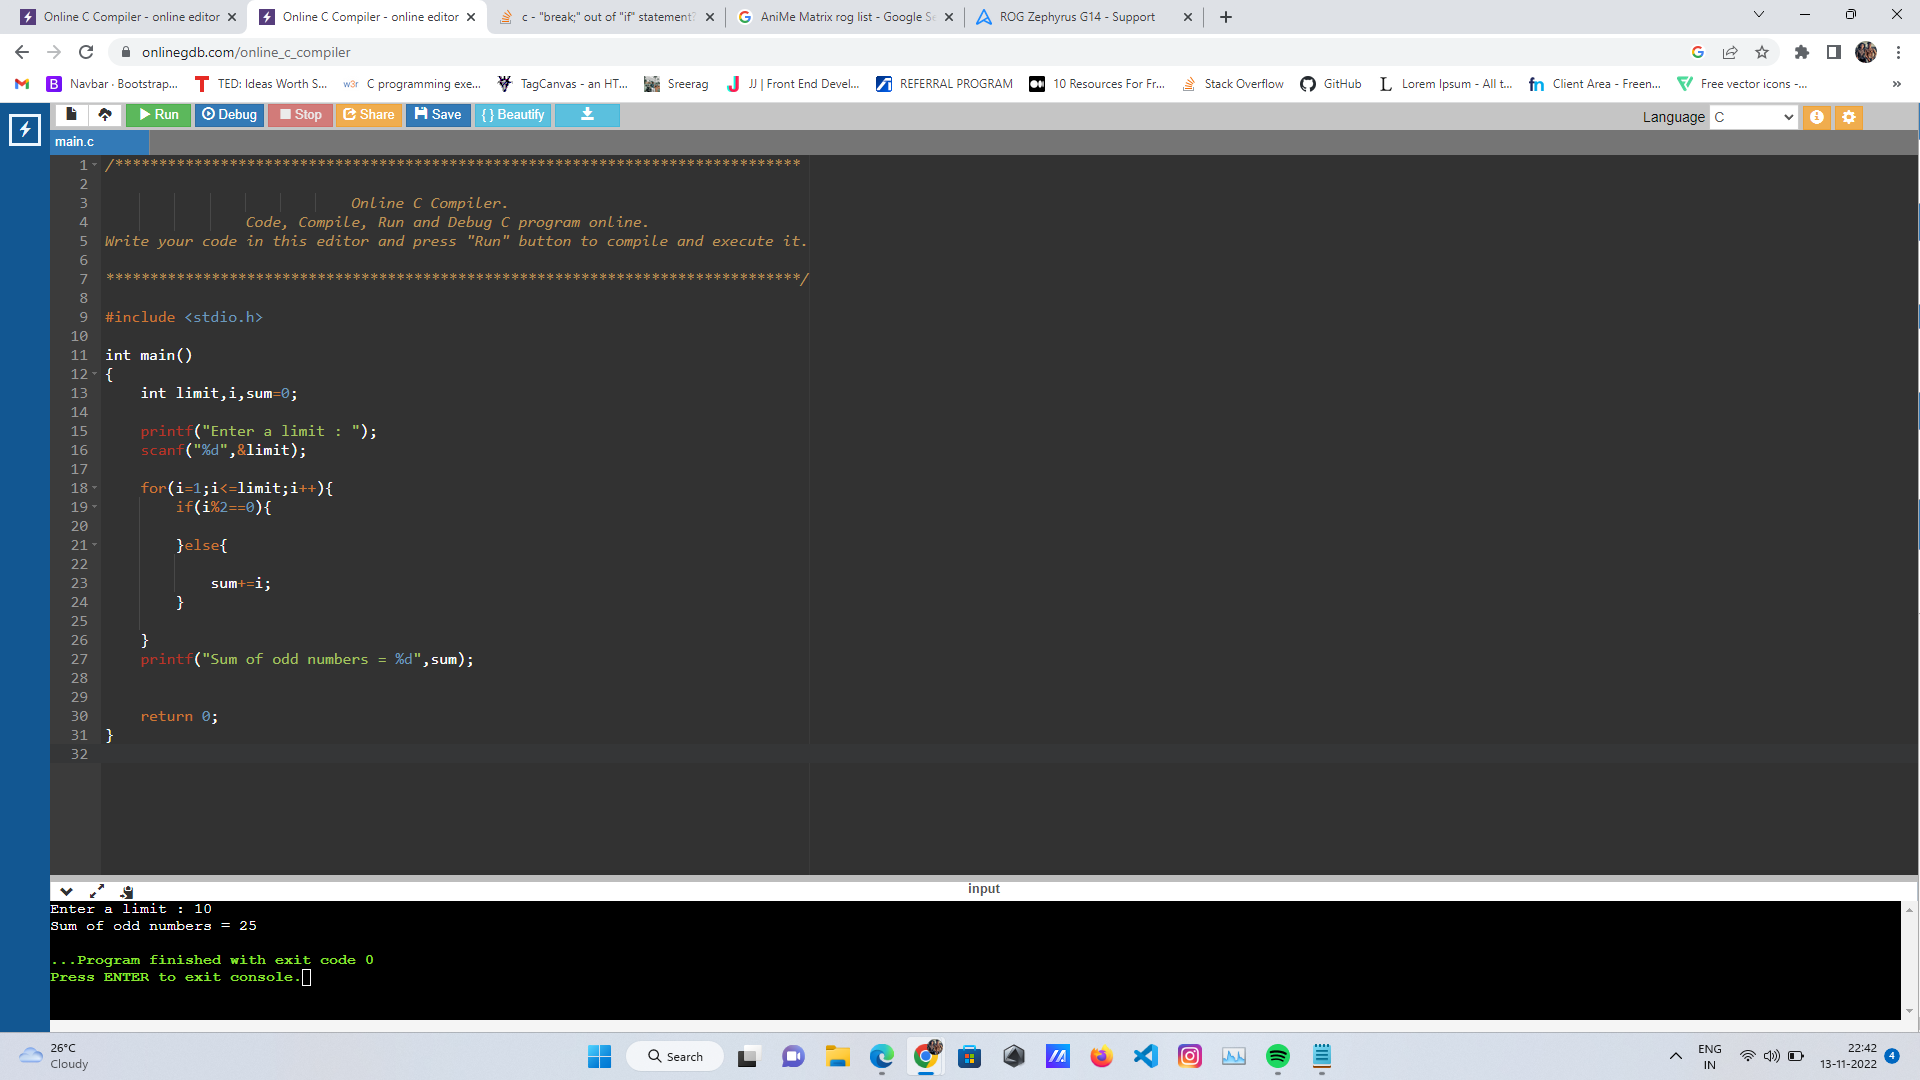 Online C Compiler - online editor
Online C Compiler - online editor
c - "break;" out of "if" statement?
AniMe Matrix rog list - Google Se
ROG Zephyrus G14 - Support
onlinegdb.com/online_c_compiler
Navbar · Bootstrap...
TED: Ideas Worth S...
C programming exe...
TagCanvas - an HT...
Sreerag
JJ | Front End Devel...
REFERRAL PROGRAM
10 Resources For Fr...
Stack Overflow
GitHub
Lorem Ipsum - All t...
Client Area - Freen...
Free vector icons -...
»
Run
Debug
Stop
Share
Save
{ } Beautify
Language C
main.c
1 /******************************************************************************
2
3 Online C Compiler.
4 Code, Compile, Run and Debug C program online.
5 Write your code in this editor and press "Run" button to compile and execute it.
6
7 *******************************************************************************/
8
9 #include <stdio.h>
10
11 int main()
12 {
13 int limit,i,sum=0;
14
15 printf("Enter a limit : ");
16 scanf("%d",&limit);
17
18 for(i=1;i<=limit;i++){
19 if(i%2==0){
20
21 }else{
22
23 sum+=i;
24 }
25
26 }
27 printf("Sum of odd numbers = %d",sum);
28
29
30 return 0;
31 }
32
input
Enter a limit : 10
Sum of odd numbers = 25
...Program finished with exit code 0
Press ENTER to exit console.
26°C
Cloudy
Search
ENG
IN
22:42
13-11-2022
4